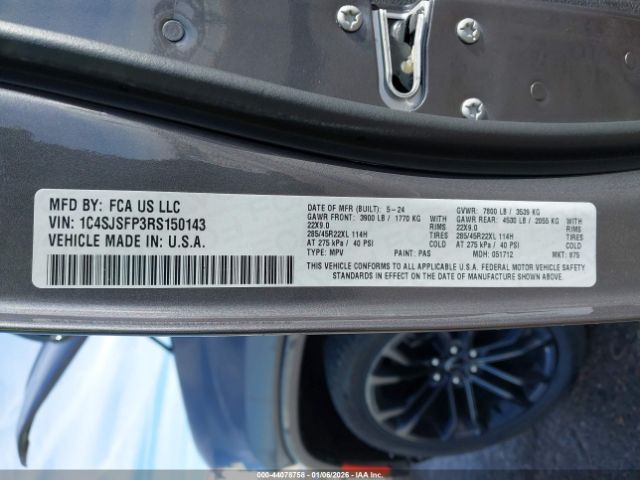 MFD BY: FCA US LLC
VIN: 1C4SJSFP3RS150143
VEHICLE MADE IN: U.S.A.
DATE OF MFR (BUILT): 5-24
GAWR FRONT: 3900 LB / 1770 KG
22X9.0
285/45R22XL 114H
AT 275 kPa / 40 PSI
TYPE: MPV
WITH
RIMS
TIRES
COLD
PAINT: PAS
GVWR: 7800 LB / 3539 KG
GAWR REAR: 4530 LB / 2055 KG
22X9.0
285/45R22XL 114H
AT 275 kPa / 40 PSI
MDH: 051712
WITH
RIMS
TIRES
COLD
MKT: 875
THIS VEHICLE CONFORMS TO ALL APPLICABLE U.S.A. FEDERAL MOTOR VEHICLE SAFETY
STANDARDS IN EFFECT ON THE DATE OF MANUFACTURE SHOWN ABOVE.
000-44078758 - 01/06/2026 - COPART USA